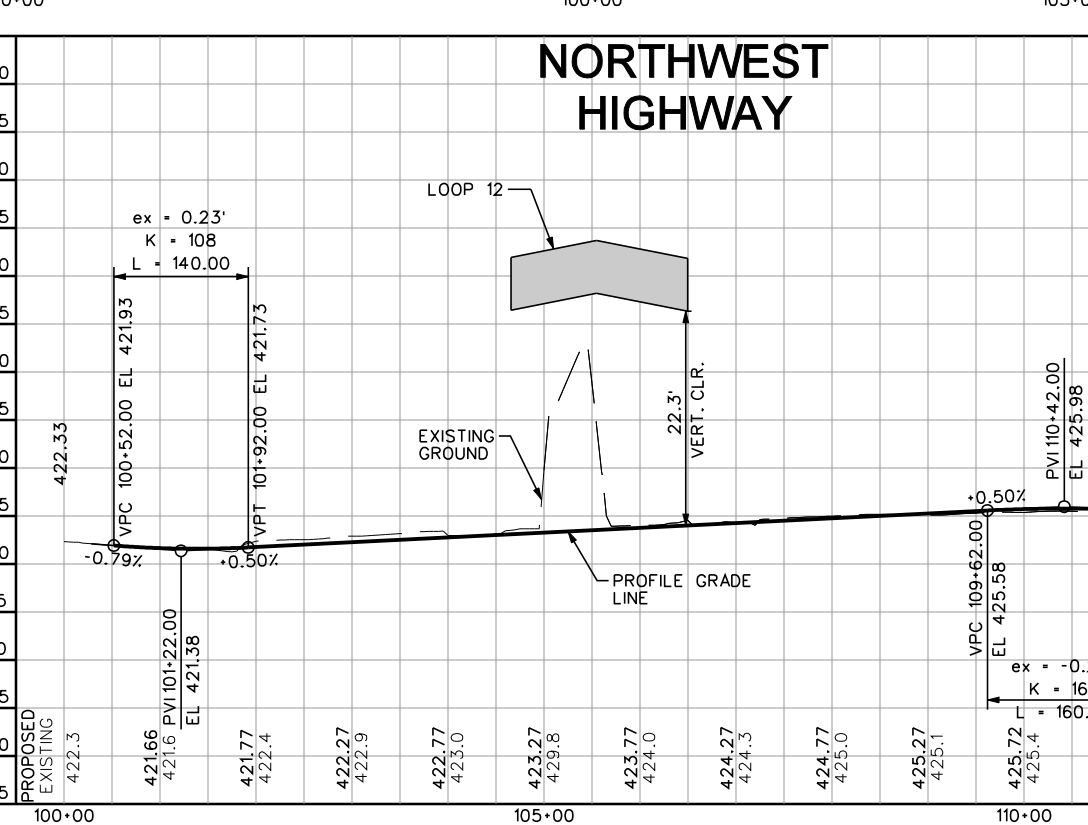 NORTHWEST
HIGHWAY
LOOP 12
ex = 0.23'
K = 108
L = 140.00
VPC 100+52.00 EL 421.93
VPT 101+92.00 EL 421.73
422.33
22.3'
VERT. CLR.
EXISTING
GROUND
PVI 110+42.00
EL 425.98
+0.50%
-0.79%
+0.50%
PROFILE GRADE
LINE
VPC 109+62.00
EL 425.58
PVI 101+22.00
EL 421.38
ex = -0.
K = 16
L = 160.
PROPOSED
EXISTING
422.3
421.66
421.6
421.77
422.4
422.27
422.9
422.77
423.0
423.27
429.8
423.77
424.0
424.27
424.3
424.77
425.0
425.27
425.1
425.72
425.4
100+00
105+00
110+00